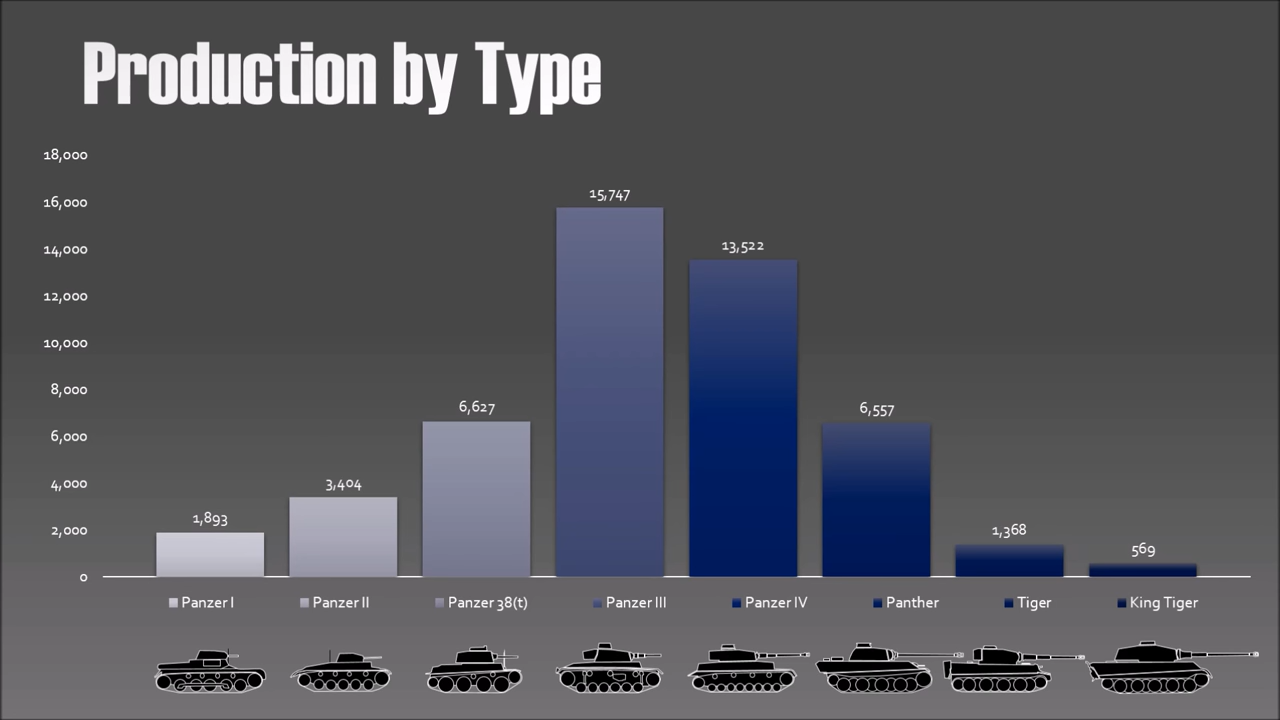 Production by Type
18,000
16,000
14,000
12,000
10,000
8,000
6,000
4,000
2,000
0
1,893
3,404
6,627
15,747
13,522
6,557
1,368
569
Panzer I
Panzer II
Panzer 38(t)
Panzer III
Panzer IV
Panther
Tiger
King Tiger